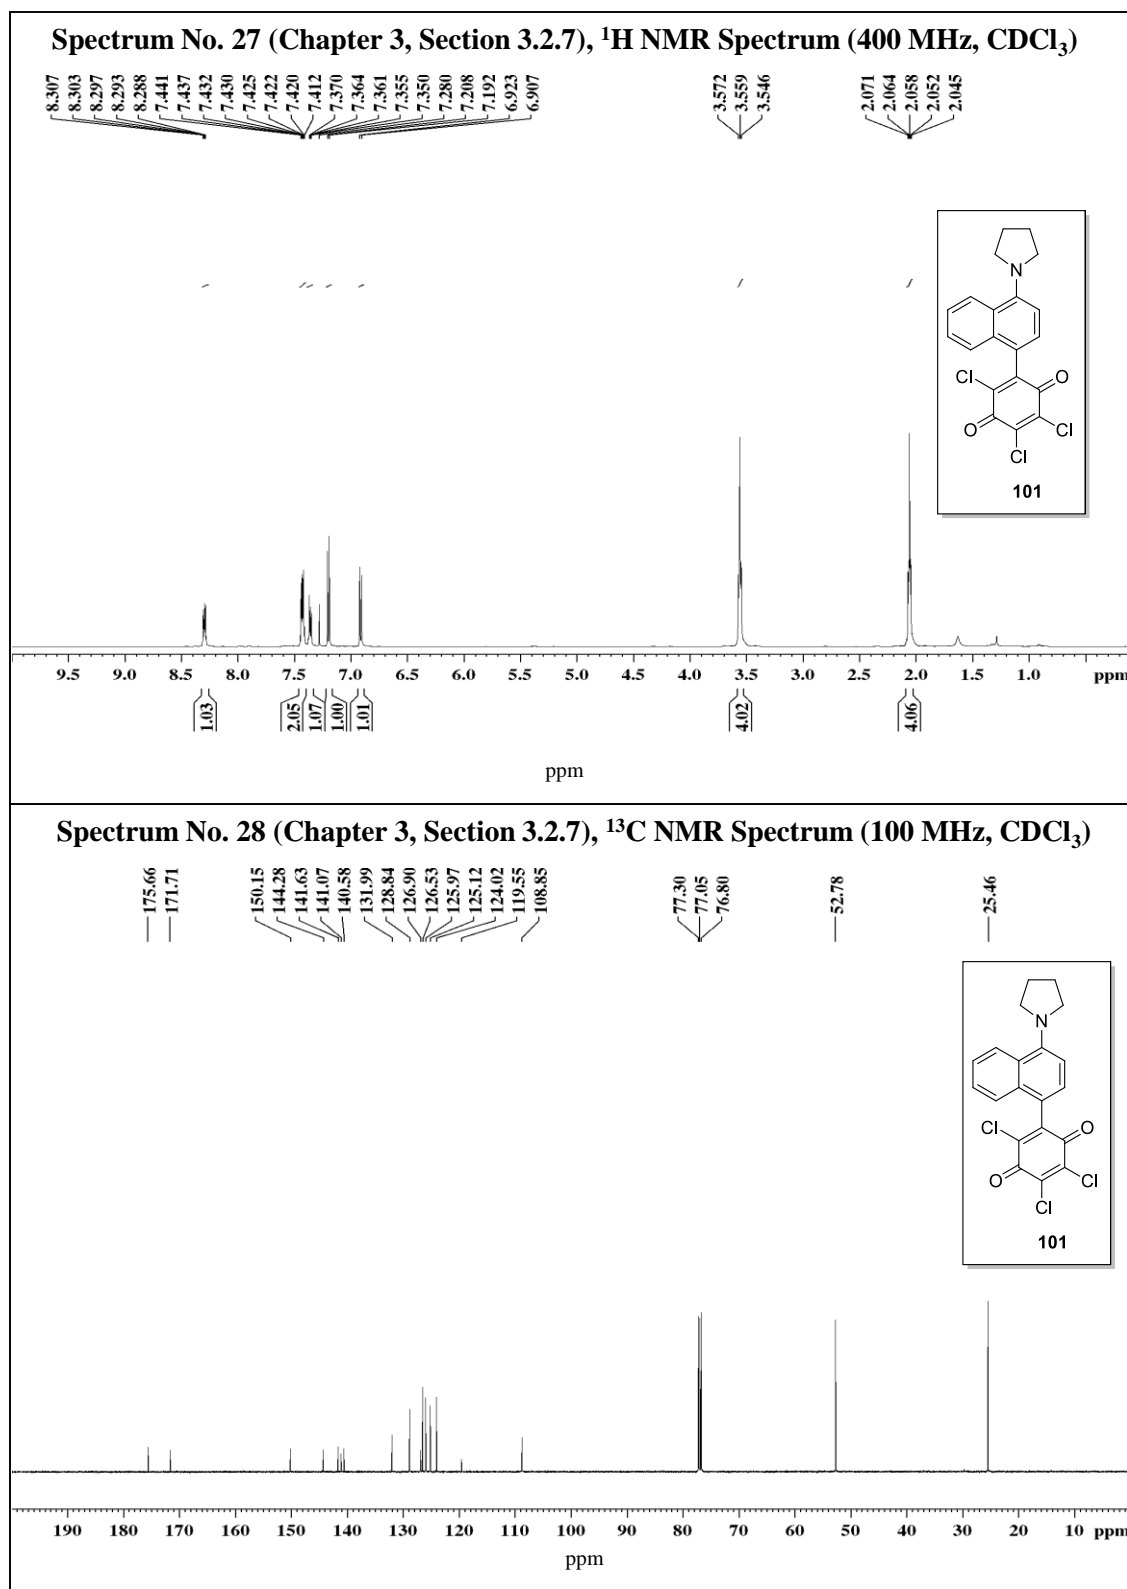 Spectrum No. 27 (Chapter 3, Section 3.2.7), ¹H NMR Spectrum (400 MHz, CDCl₃)
8.307 8.303 8.297 8.293 8.288 7.441 7.437 7.432 7.430 7.425 7.422 7.420 7.412 7.370 7.364 7.361 7.355 7.350 7.280 7.208 7.192 6.923 6.907 3.572 3.559 3.546 2.071 2.064 2.058 2.052 2.045
N
Cl O
O Cl
Cl
101
9.5 9.0 8.5 8.0 7.5 7.0 6.5 6.0 5.5 5.0 4.5 4.0 3.5 3.0 2.5 2.0 1.5 1.0 ppm
1.03 2.05 1.07 1.00 1.01 4.02 4.06
ppm
Spectrum No. 28 (Chapter 3, Section 3.2.7), ¹³C NMR Spectrum (100 MHz, CDCl₃)
175.66 171.71 150.15 144.28 141.63 141.07 140.58 131.99 128.84 126.90 126.53 125.97 125.12 124.02 119.55 108.85 77.30 77.05 76.80 52.78 25.46
N
Cl O
O Cl
Cl
101
190 180 170 160 150 140 130 120 110 100 90 80 70 60 50 40 30 20 10 ppm
ppm